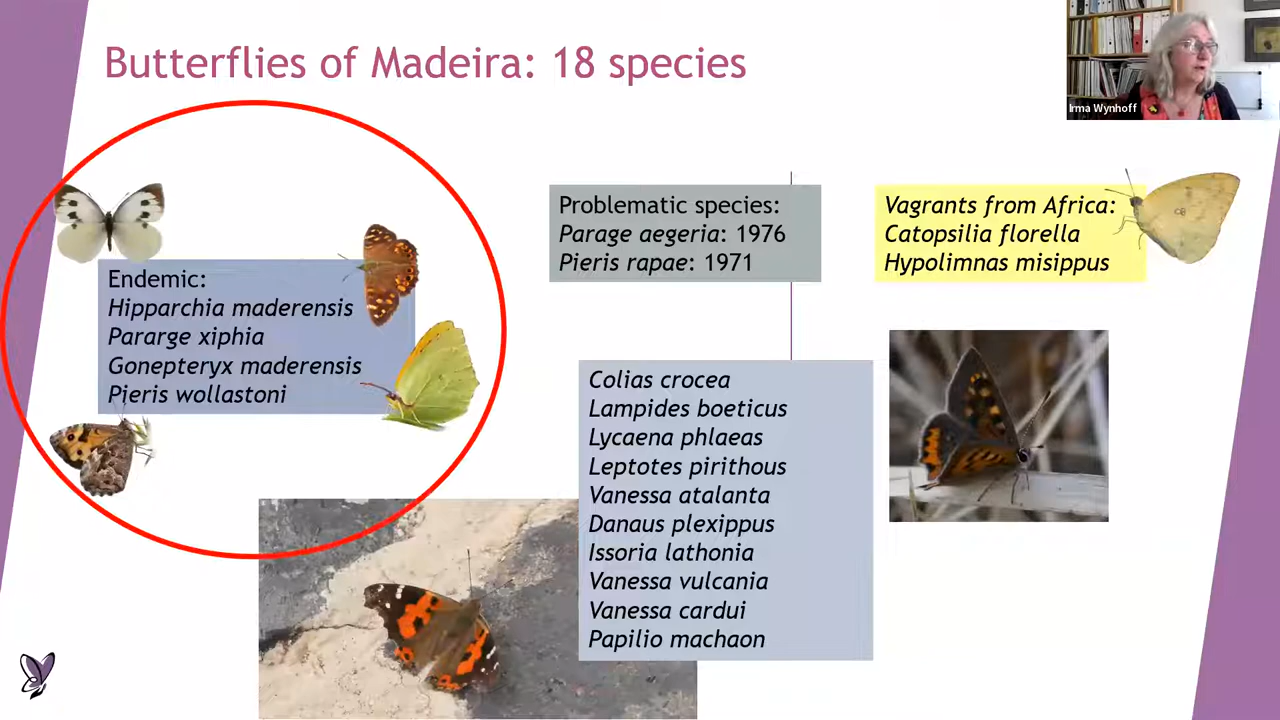 Butterflies of Madeira: 18 species
Irma Wynhoff
Endemic:
Hipparchia maderensis
Pararge xiphia
Gonepteryx maderensis
Pieris wollastoni
Problematic species:
Parage aegeria: 1976
Pieris rapae: 1971
Vagrants from Africa:
Catopsilia florella
Hypolimnas misippus
Colias crocea
Lampides boeticus
Lycaena phlaeas
Leptotes pirithous
Vanessa atalanta
Danaus plexippus
Issoria lathonia
Vanessa vulcania
Vanessa cardui
Papilio machaon